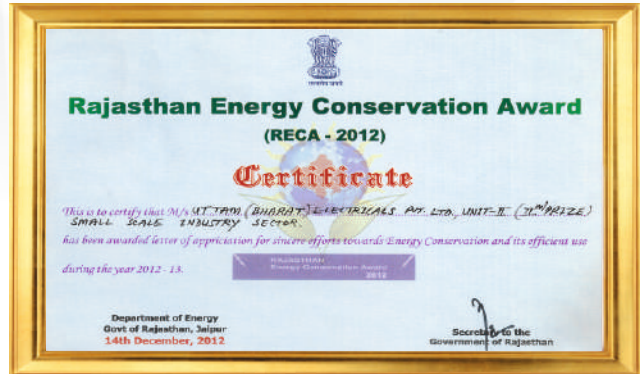 सत्यमेव जयते
Rajasthan Energy Conservation Award
(RECA - 2012)
Certificate
This is to certify that M/s UTTAM (BHARAT) ELECTRICALS PVT. LTD., UNIT-II (IInd PRIZE)
SMALL SCALE INDUSTRY SECTOR.
has been awarded letter of appriciation for sincere efforts towards Energy Conservation and its efficient use
during the year 2012 - 13.
RAJASTHAN
Energy Conservation Award
2012
Department of Energy
Govt of Rajasthan, Jaipur
14th December, 2012
Secretary to the
Government of Rajasthan